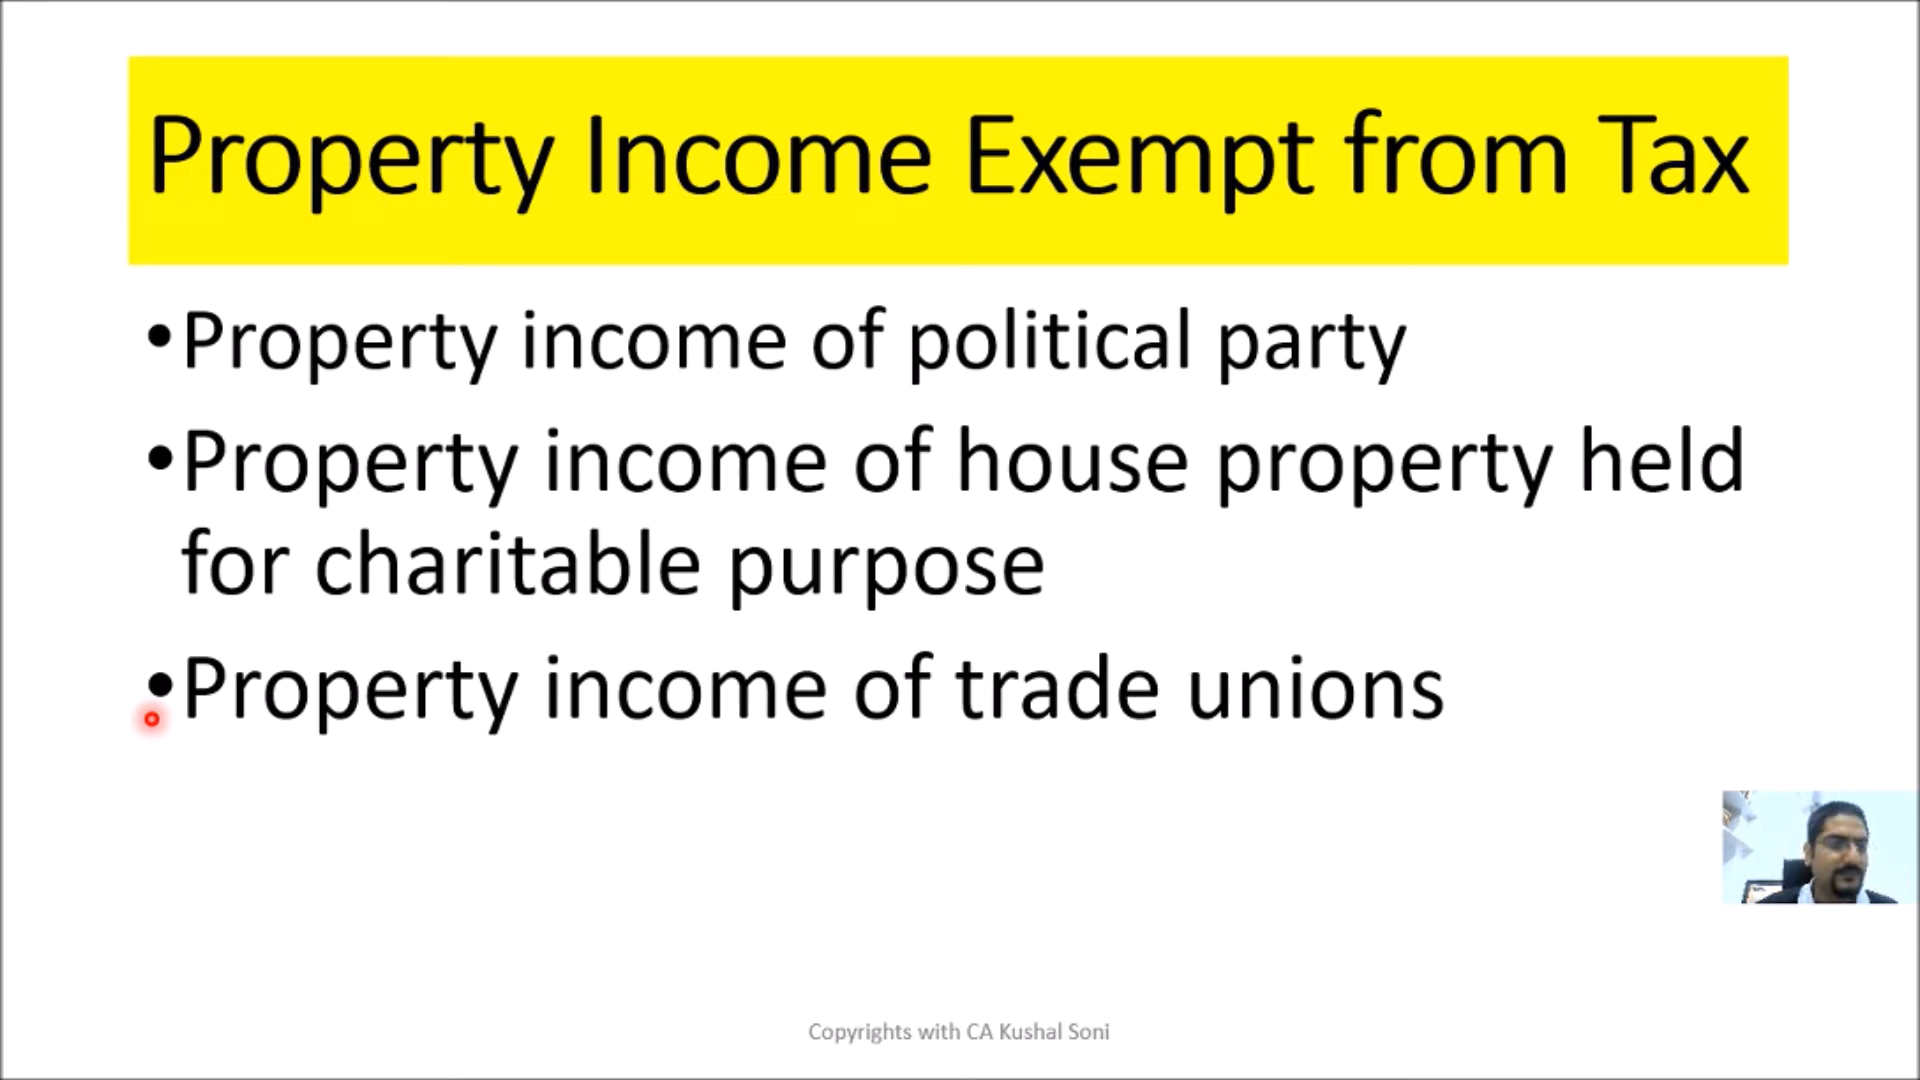 Property Income Exempt from Tax
•Property income of political party
•Property income of house property held
for charitable purpose
•Property income of trade unions
Copyrights with CA Kushal Soni